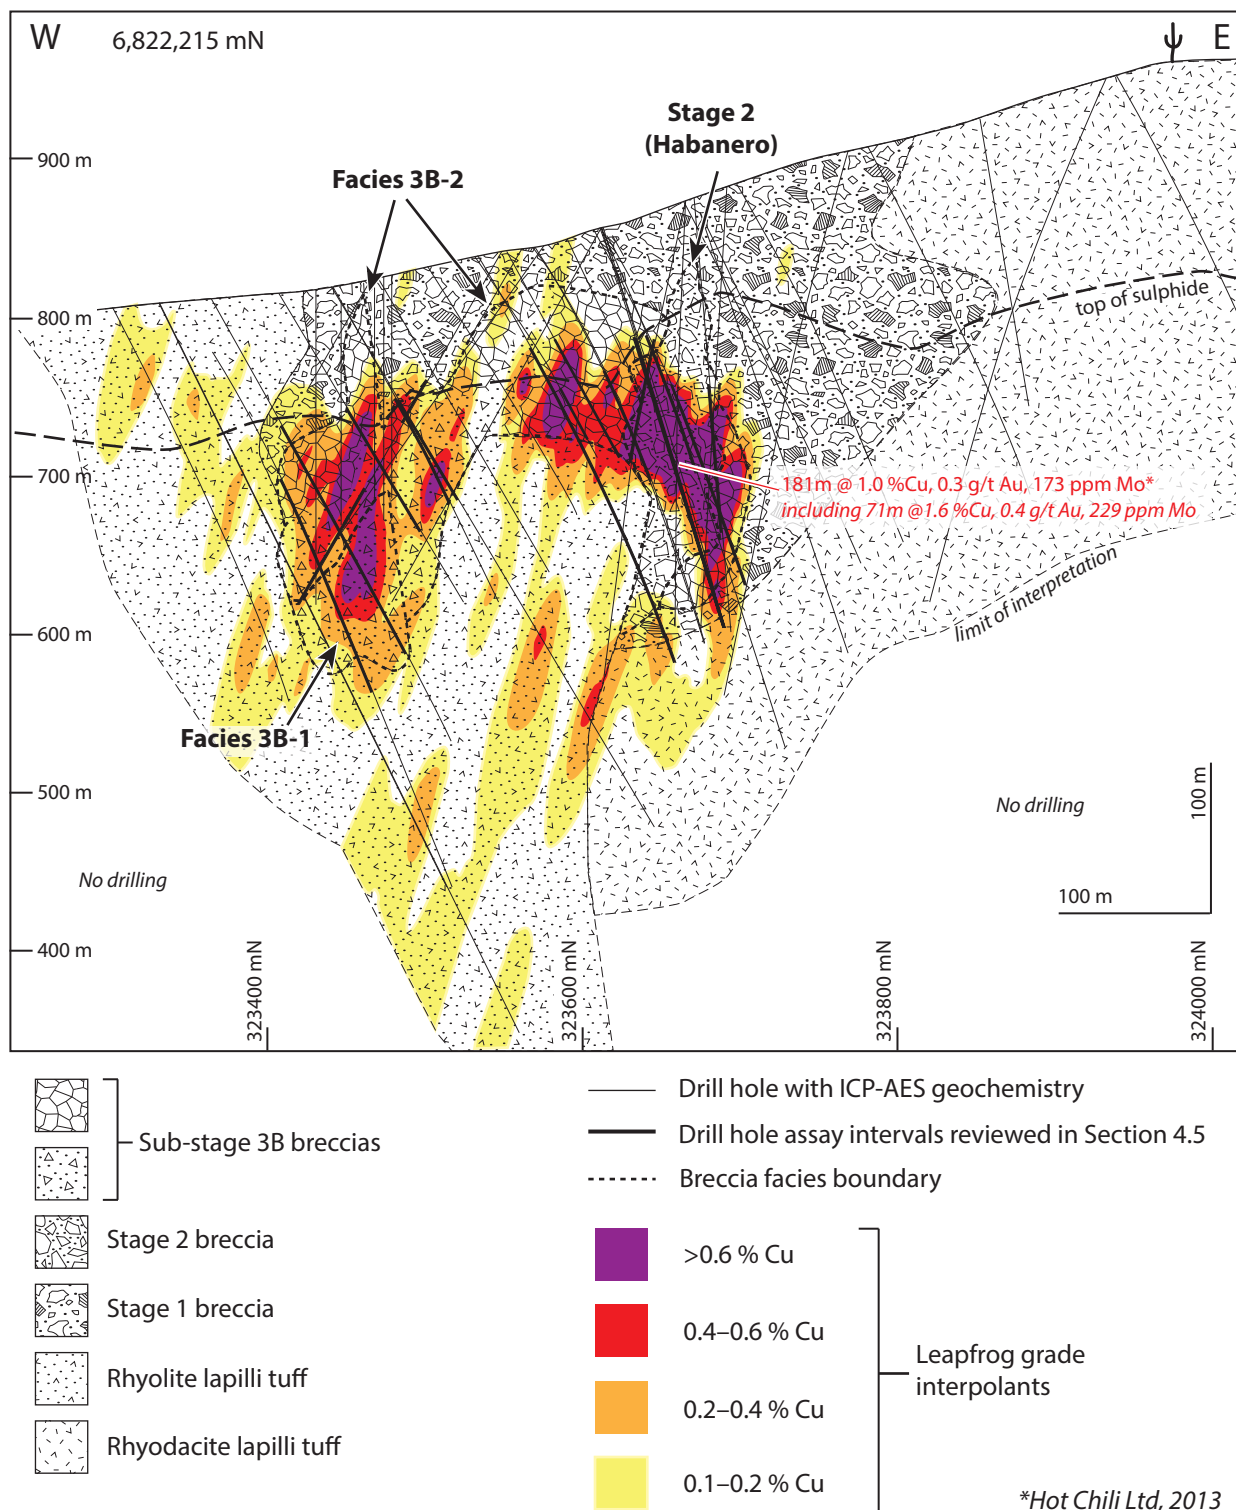 W
6,822,215 mN
E
Stage 2
(Habanero)
900 m
Facies 3B-2
top of sulphide
800 m
700 m
181m @ 1.0 %Cu, 0.3 g/t Au, 173 ppm Mo*
including 71m @1.6 %Cu, 0.4 g/t Au, 229 ppm Mo
limit of interpretation
600 m
Facies 3B-1
500 m
No drilling
100 m
No drilling
100 m
400 m
323400 mN
323600 mN
323800 mN
324000 mN
Sub-stage 3B breccias
Stage 2 breccia
Stage 1 breccia
Rhyolite lapilli tuff
Rhyodacite lapilli tuff
Drill hole with ICP-AES geochemistry
Drill hole assay intervals reviewed in Section 4.5
Breccia facies boundary
>0.6 % Cu
0.4–0.6 % Cu
0.2–0.4 % Cu
0.1–0.2 % Cu
Leapfrog grade
interpolants
*Hot Chili Ltd, 2013